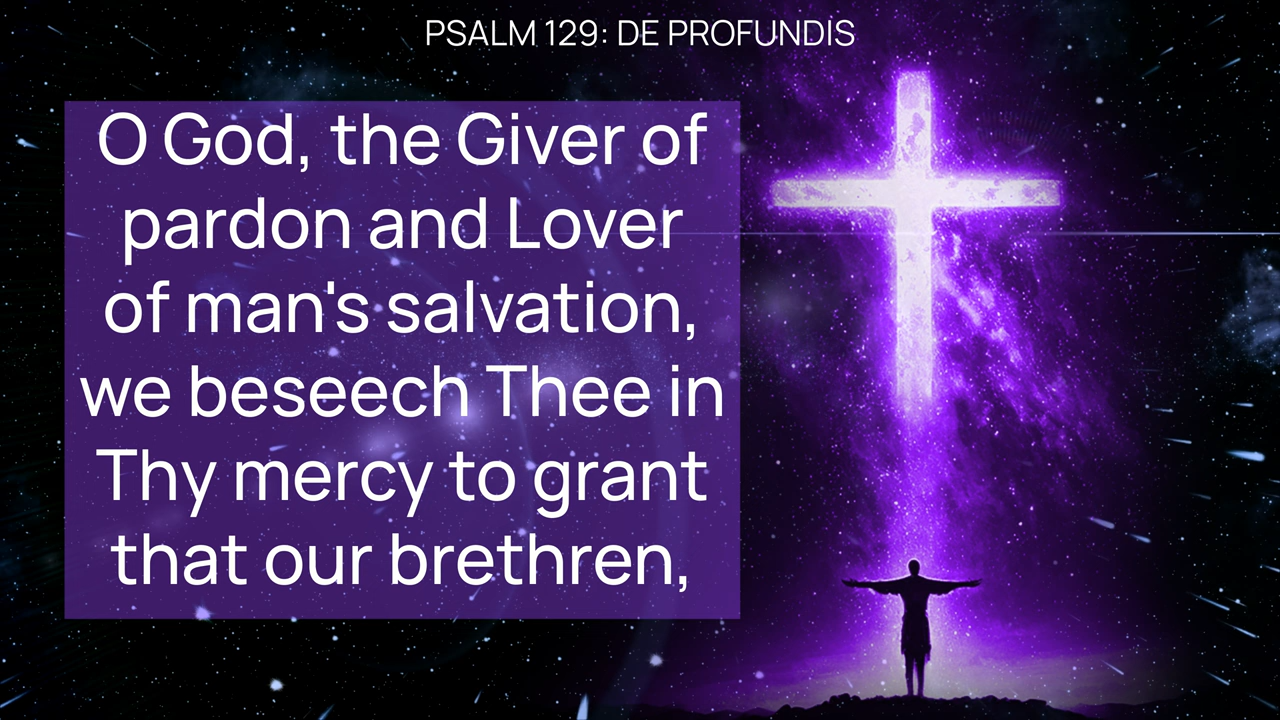 PSALM 129: DE PROFUNDIS
O God, the Giver of
pardon and Lover
of man's salvation,
we beseech Thee in
Thy mercy to grant
that our brethren,